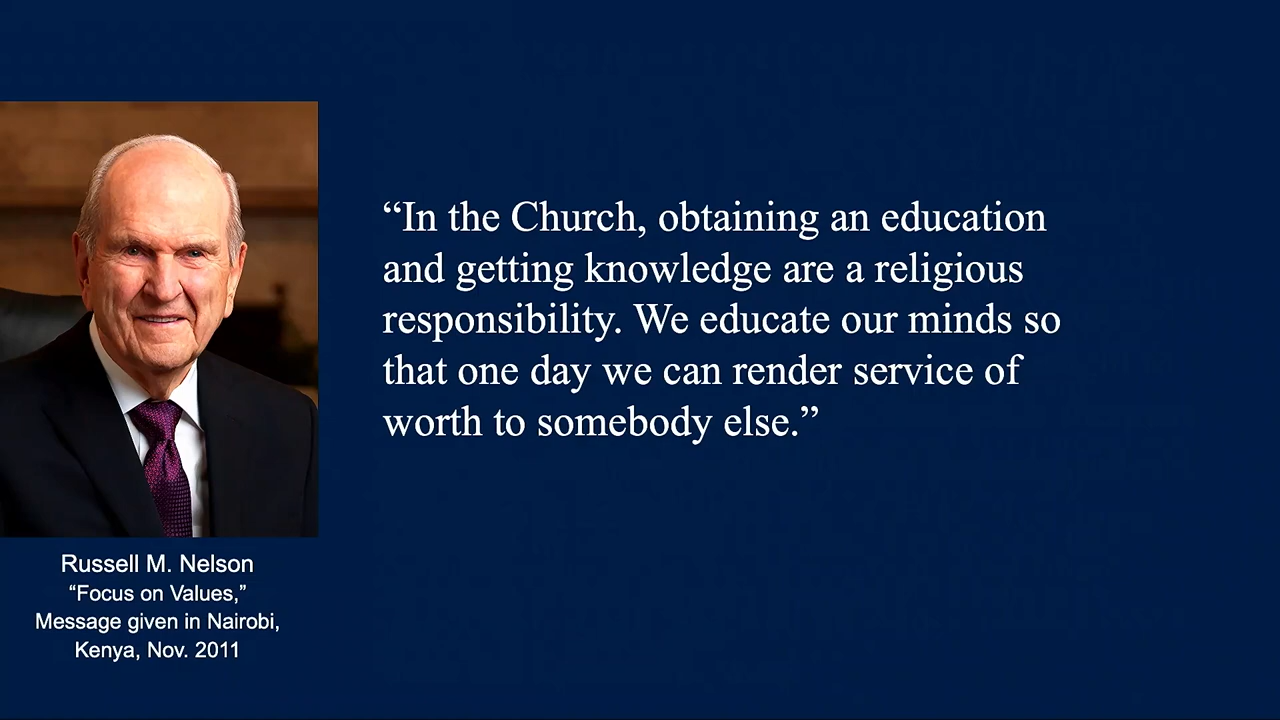 “In the Church, obtaining an education
and getting knowledge are a religious
responsibility. We educate our minds so
that one day we can render service of
worth to somebody else.”
Russell M. Nelson
“Focus on Values,”
Message given in Nairobi,
Kenya, Nov. 2011